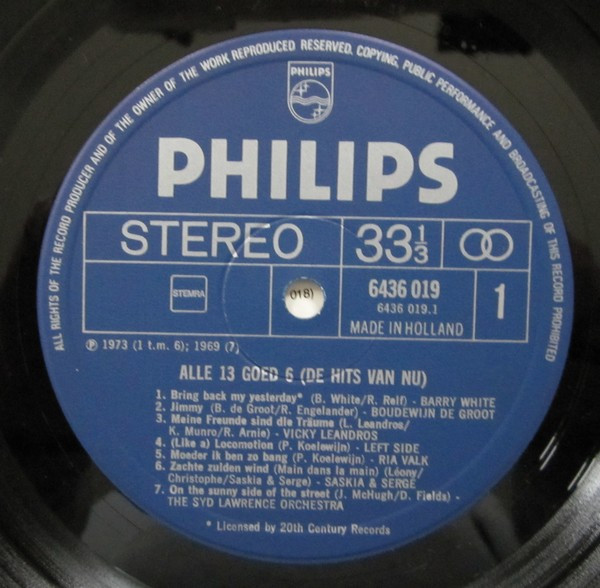 ALL RIGHTS OF THE RECORD PRODUCER AND OF THE OWNER OF THE WORK REPRODUCED RESERVED. COPYING, PUBLIC PERFORMANCE AND BROADCASTING OF THIS RECORD PROHIBITED
PHILIPS
PHILIPS
STEREO 33 1/3
STEMRA 018) 6436 019 1
6436 019.1
MADE IN HOLLAND
℗ 1973 (1 t.m. 6); 1969 (7)
ALLE 13 GOED 6 (DE HITS VAN NU)
1. Bring back my yesterday* (B. White/R. Relf) - BARRY WHITE
2. Jimmy (B. de Groot/R. Engelander) - BOUDEWIJN DE GROOT
3. Meine Freunde sind die Träume (L. Leandros/
K. Munro/R. Arnie) - VICKY LEANDROS
4. (Like a) Locomotion (P. Koelewijn) - LEFT SIDE
5. Moeder ik ben zo bang (P. Koelewijn) - RIA VALK
6. Zachte zuiden wind (Main dans la main) (Léony/
Christophe/Saskia & Serge) - SASKIA & SERGE
7. On the sunny side of the street (J. McHugh/D. Fields) -
THE SYD LAWRENCE ORCHESTRA
* Licensed by 20th Century Records